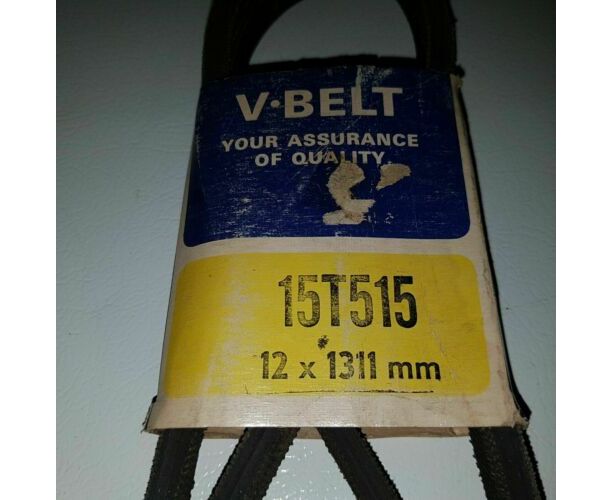 V·BELT
YOUR ASSURANCE
OF QUALITY
15T515
12 x 1311 mm